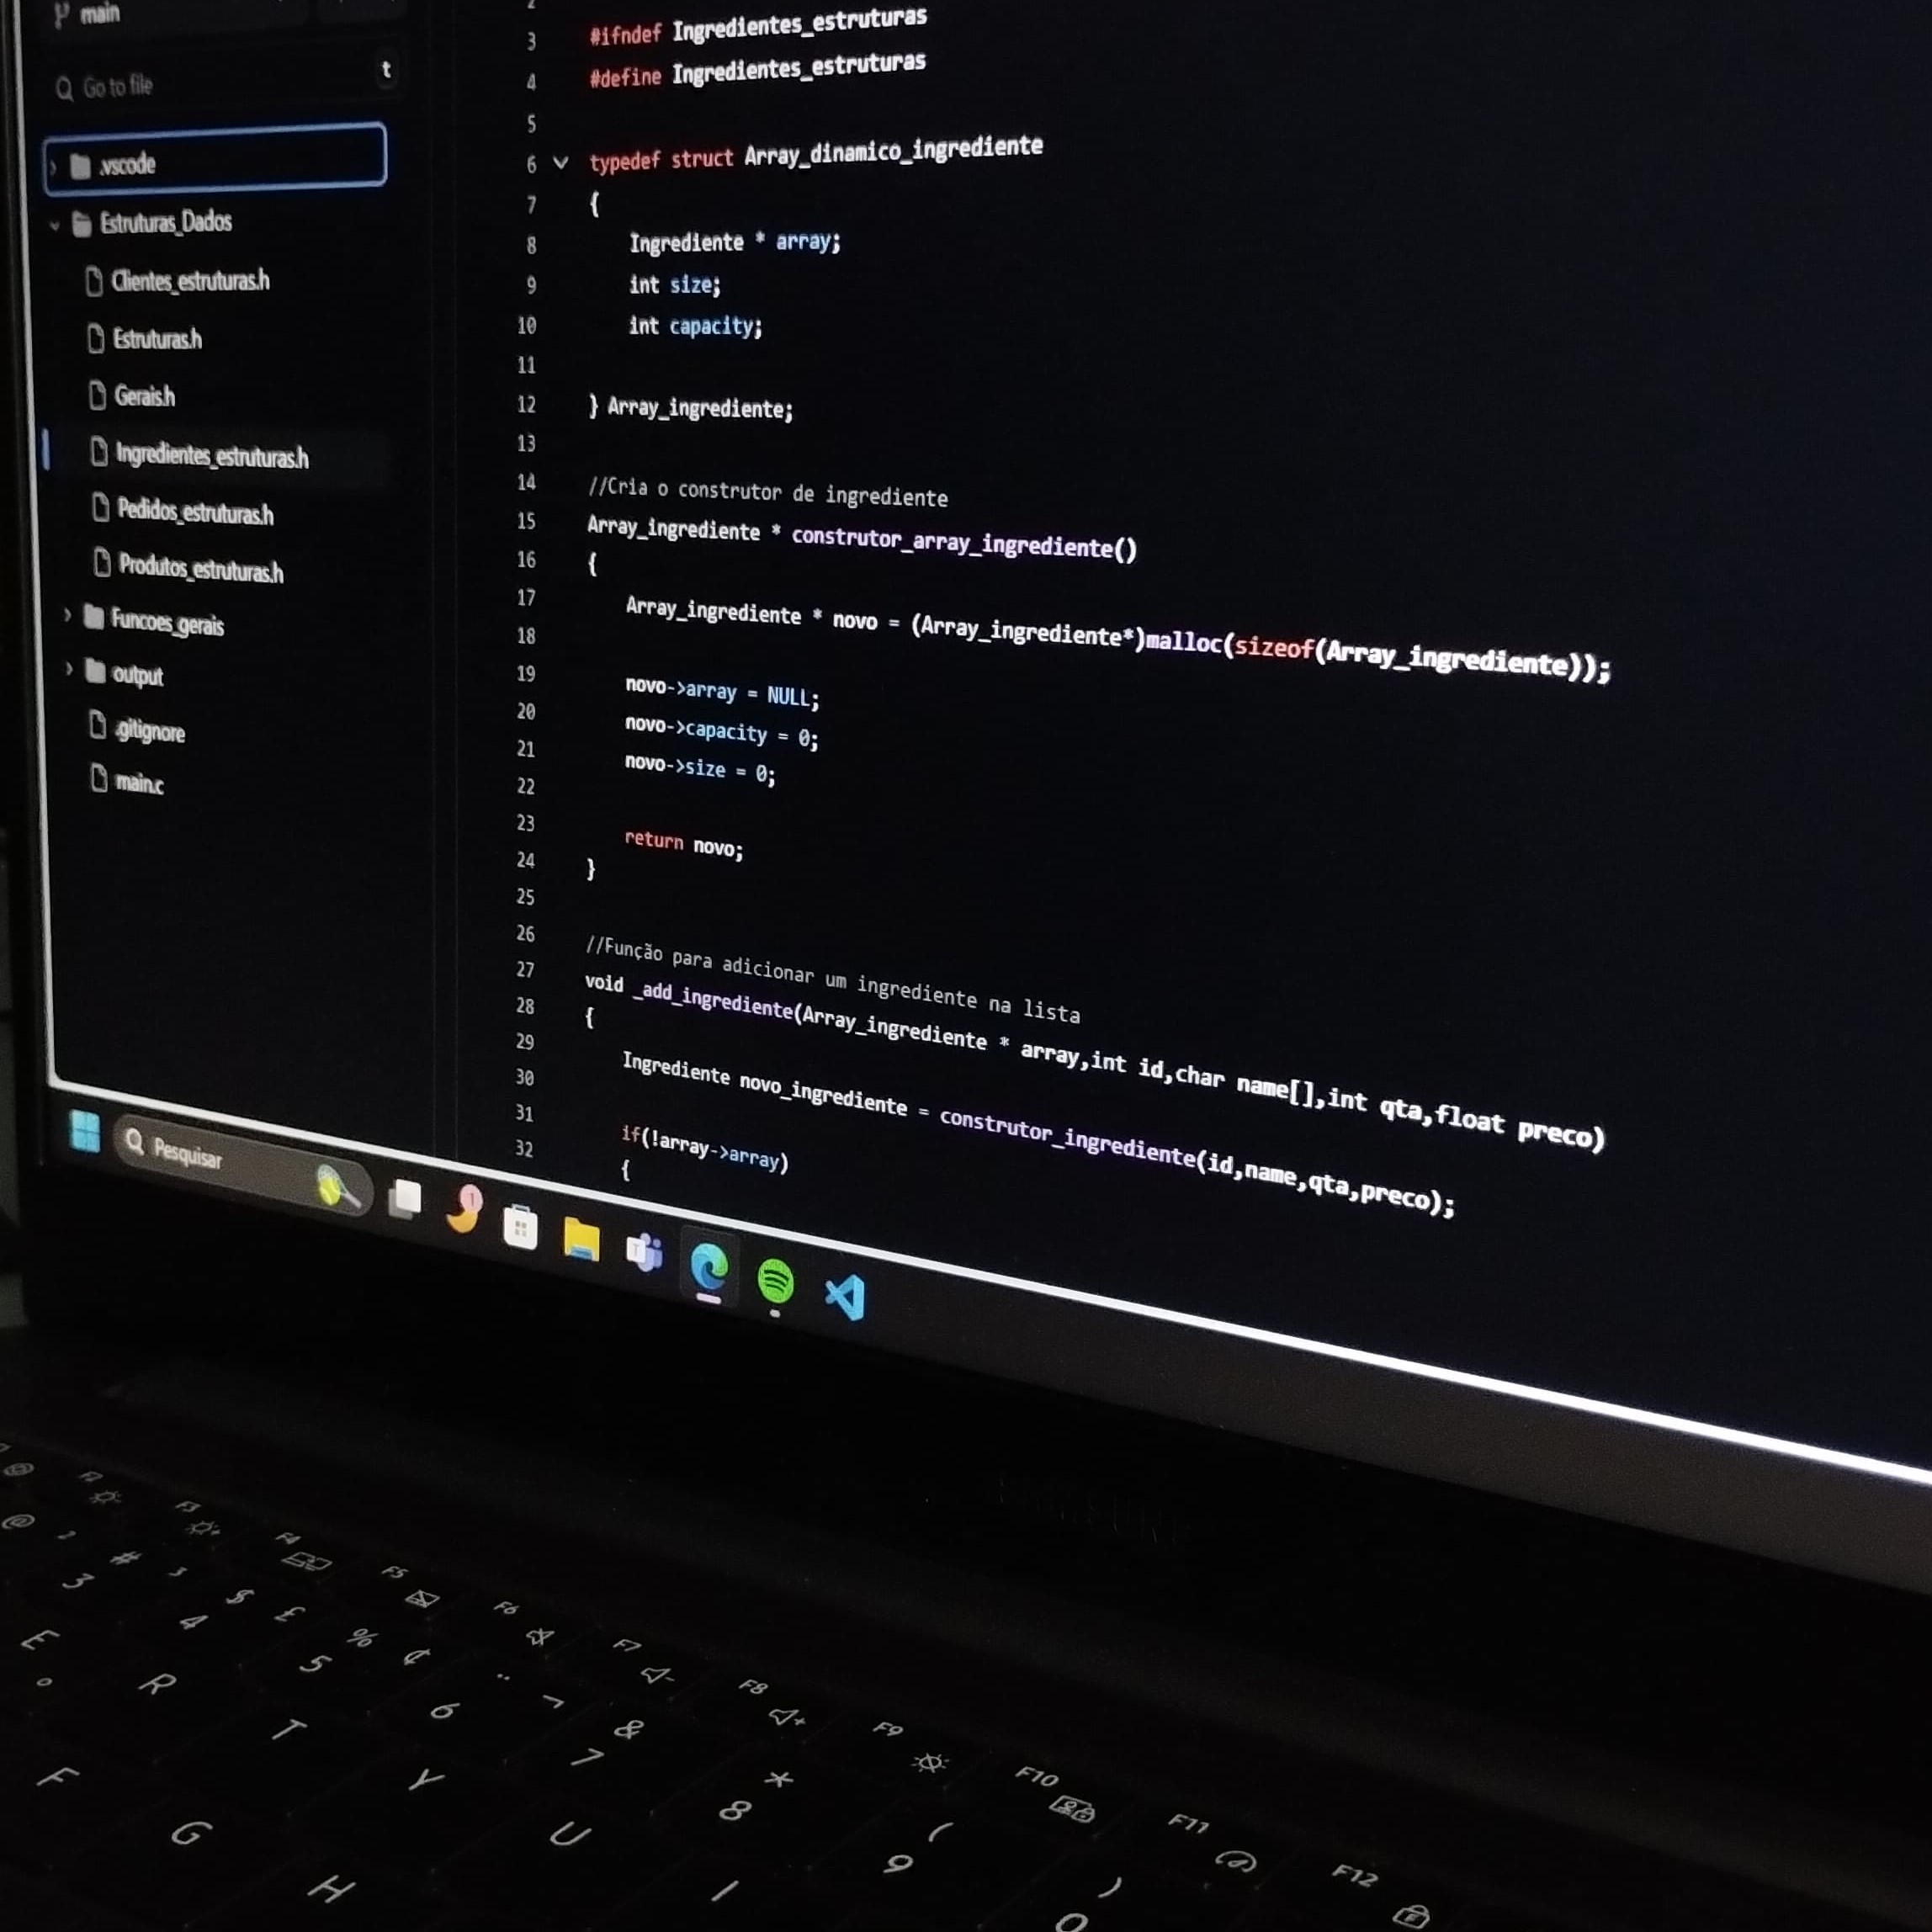 main
Go to file
t
.vscode
Estruturas_Dados
Clientes_estruturas.h
Estruturas.h
Gerais.h
Ingredientes_estruturas.h
Pedidos_estruturas.h
Produtos_estruturas.h
Funcoes_gerais
output
.gitignore
main.c
2
3 #ifndef Ingredientes_estruturas
4 #define Ingredientes_estruturas
5
6 typedef struct Array_dinamico_ingrediente
7 {
8 Ingrediente * array;
9 int size;
10 int capacity;
11
12 } Array_ingrediente;
13
14 //Cria o construtor de ingrediente
15 Array_ingrediente * construtor_array_ingrediente()
16 {
17 Array_ingrediente * novo = (Array_ingrediente*)malloc(sizeof(Array_ingrediente));
18
19 novo->array = NULL;
20 novo->capacity = 0;
21 novo->size = 0;
22
23 return novo;
24 }
25
26 //Função para adicionar um ingrediente na lista
27 void _add_ingrediente(Array_ingrediente * array,int id,char name[],int qta,float preco)
28 {
29 Ingrediente novo_ingrediente = construtor_ingrediente(id,name,qta,preco);
30
31 if(!array->array)
32 {
Pesquisar
1
T
F2 F3 F4 F5 F6 F7 F8 F9 F10 F11 F12
@ 2 # 3 3 $ 4 £ % 5 ¢ ¨ 6 ¬ & 7 * 8 ( 9 ) 0
E ° R T Y U I
F G H